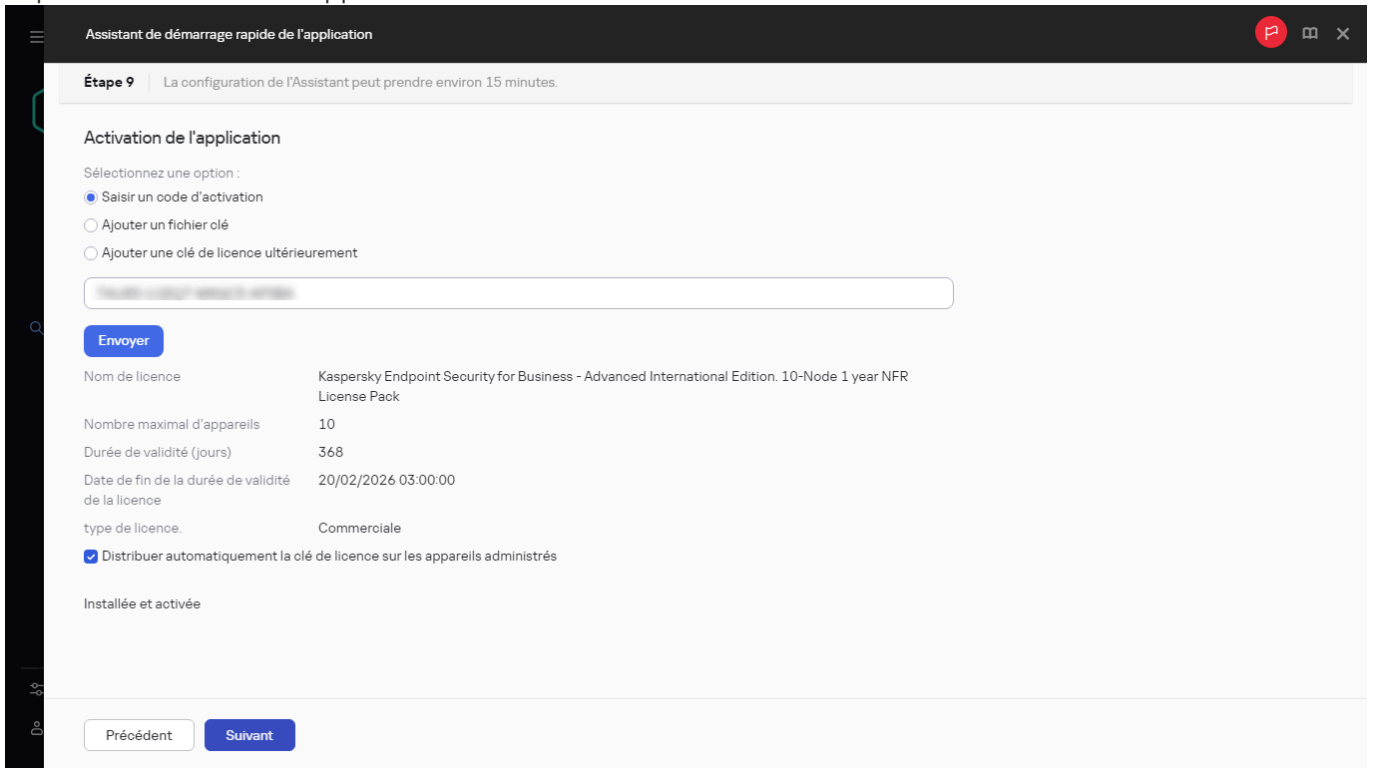 Assistant de démarrage rapide de l'application
Étape 9 La configuration de l'Assistant peut prendre environ 15 minutes.
Activation de l'application
Sélectionnez une option :
Saisir un code d'activation
Ajouter un fichier clé
Ajouter une clé de licence ultérieurement
Envoyer
Nom de licence Kaspersky Endpoint Security for Business - Advanced International Edition. 10-Node 1 year NFR
License Pack
Nombre maximal d'appareils 10
Durée de validité (jours) 368
Date de fin de la durée de validité 20/02/2026 03:00:00
de la licence
type de licence. Commerciale
Distribuer automatiquement la clé de licence sur les appareils administrés
Installée et activée
Précédent Suivant